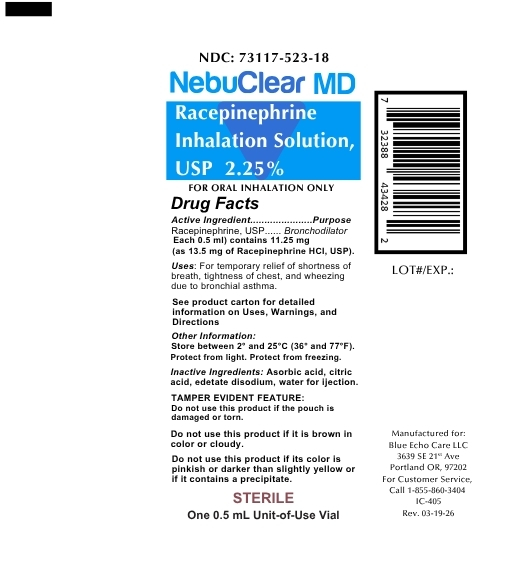 NDC: 73117-523-18
NebuClear MD
Racepinephrine
Inhalation Solution,
USP 2.25%
FOR ORAL INHALATION ONLY
Drug Facts
Active Ingredient......................Purpose
Racepinephrine, USP...... Bronchodilator
Each 0.5 ml) contains 11.25 mg
(as 13.5 mg of Racepinephrine HCI, USP).
Uses: For temporary relief of shortness of
breath, tightness of chest, and wheezing
due to bronchial asthma.
See product carton for detailed
information on Uses, Warnings, and
Directions
Other Information:
Store between 2° and 25°C (36° and 77°F).
Protect from light. Protect from freezing.
Inactive Ingredients: Asorbic acid, citric
acid, edetate disodium, water for ijection.
TAMPER EVIDENT FEATURE:
Do not use this product if the pouch is
damaged or torn.
Do not use this product if it is brown in
color or cloudy.
Do not use this product if its color is
pinkish or darker than slightly yellow or
if it contains a precipitate.
STERILE
One 0.5 mL Unit-of-Use Vial
7 32388 43428 2
LOT#/EXP.:
Manufactured for:
Blue Echo Care LLC
3639 SE 21st Ave
Portland OR, 97202
For Customer Service,
Call 1-855-860-3404
IC-405
Rev. 03-19-26